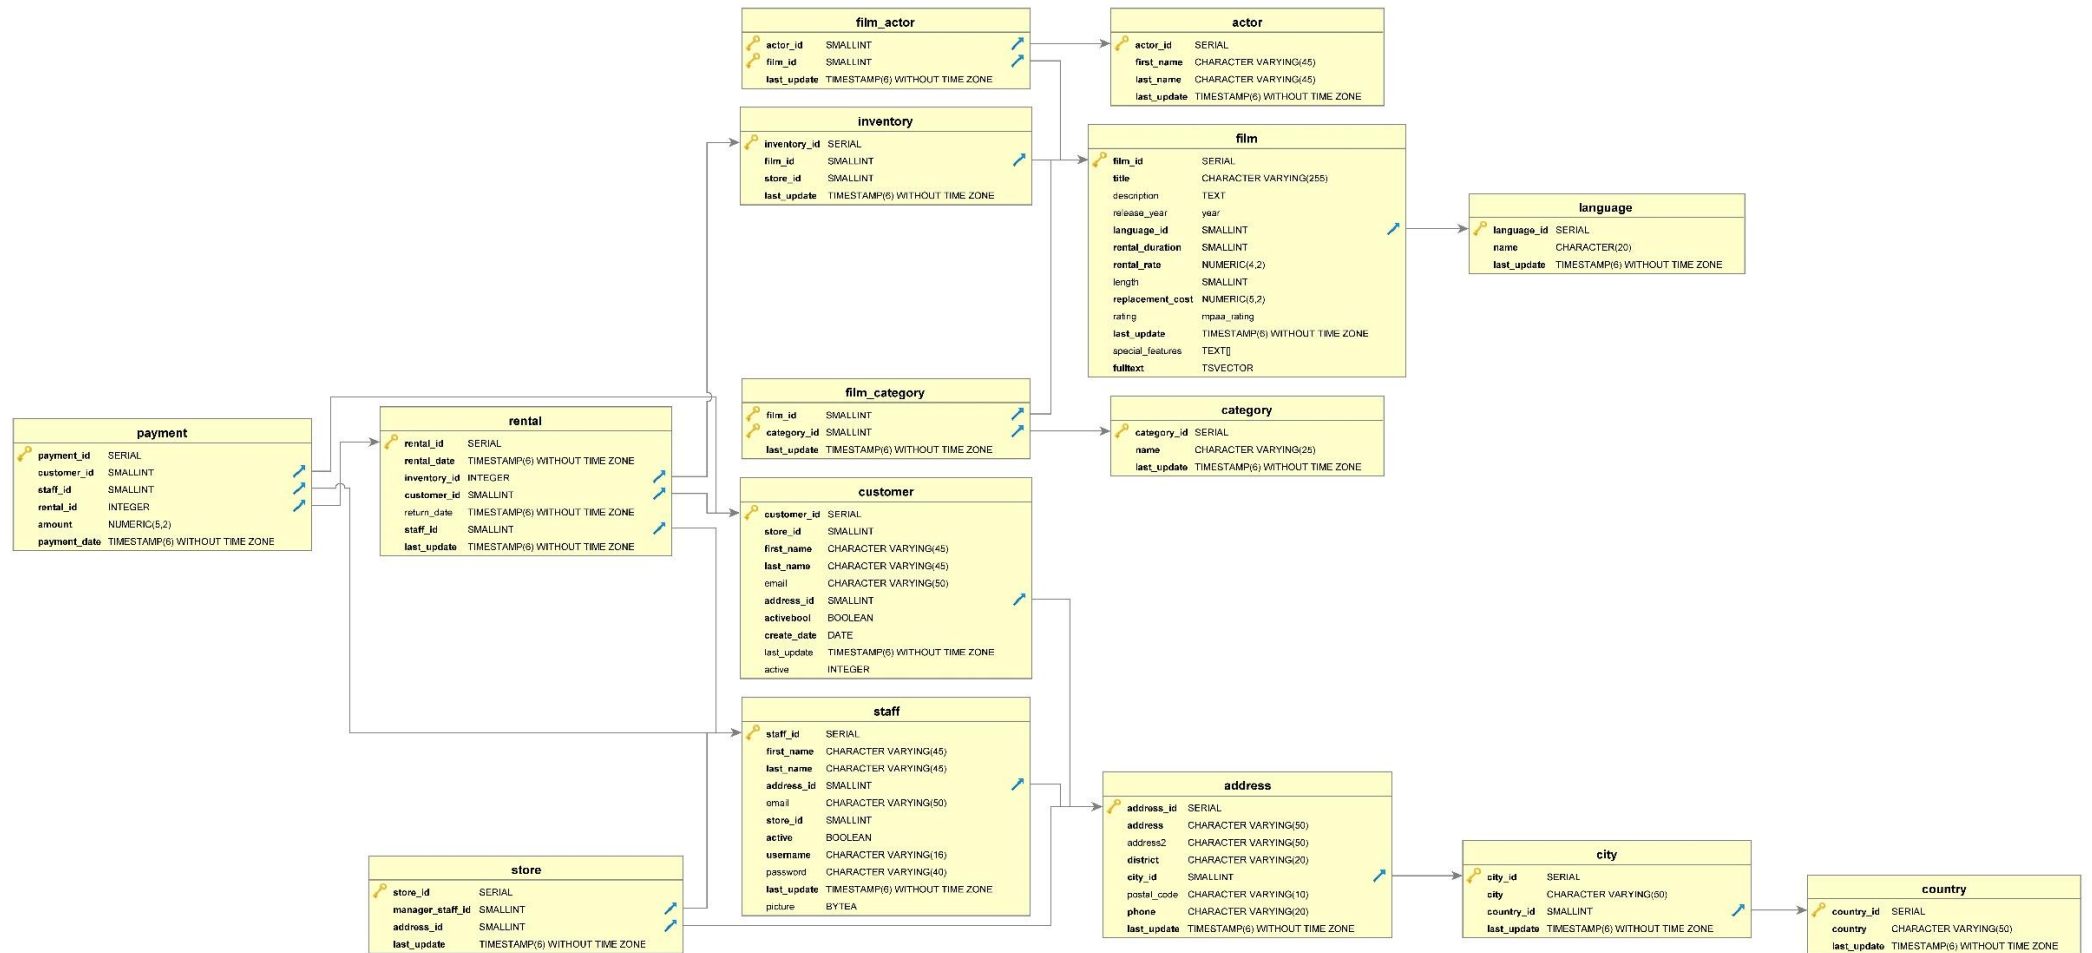 film_actor
actor_id SMALLINT
film_id SMALLINT
last_update TIMESTAMP(6) WITHOUT TIME ZONE
actor
actor_id SERIAL
first_name CHARACTER VARYING(45)
last_name CHARACTER VARYING(45)
last_update TIMESTAMP(6) WITHOUT TIME ZONE
inventory
inventory_id SERIAL
film_id SMALLINT
store_id SMALLINT
last_update TIMESTAMP(6) WITHOUT TIME ZONE
film
film_id SERIAL
title CHARACTER VARYING(255)
description TEXT
release_year year
language_id SMALLINT
rental_duration SMALLINT
rental_rate NUMERIC(4,2)
length SMALLINT
replacement_cost NUMERIC(5,2)
rating mpaa_rating
last_update TIMESTAMP(6) WITHOUT TIME ZONE
special_features TEXT[]
fulltext TSVECTOR
language
language_id SERIAL
name CHARACTER(20)
last_update TIMESTAMP(6) WITHOUT TIME ZONE
film_category
film_id SMALLINT
category_id SMALLINT
last_update TIMESTAMP(6) WITHOUT TIME ZONE
category
category_id SERIAL
name CHARACTER VARYING(25)
last_update TIMESTAMP(6) WITHOUT TIME ZONE
payment
payment_id SERIAL
customer_id SMALLINT
staff_id SMALLINT
rental_id INTEGER
amount NUMERIC(5,2)
payment_date TIMESTAMP(6) WITHOUT TIME ZONE
rental
rental_id SERIAL
rental_date TIMESTAMP(6) WITHOUT TIME ZONE
inventory_id INTEGER
customer_id SMALLINT
return_date TIMESTAMP(6) WITHOUT TIME ZONE
staff_id SMALLINT
last_update TIMESTAMP(6) WITHOUT TIME ZONE
customer
customer_id SERIAL
store_id SMALLINT
first_name CHARACTER VARYING(45)
last_name CHARACTER VARYING(45)
email CHARACTER VARYING(50)
address_id SMALLINT
activebool BOOLEAN
create_date DATE
last_update TIMESTAMP(6) WITHOUT TIME ZONE
active INTEGER
staff
staff_id SERIAL
first_name CHARACTER VARYING(45)
last_name CHARACTER VARYING(45)
address_id SMALLINT
email CHARACTER VARYING(50)
store_id SMALLINT
active BOOLEAN
username CHARACTER VARYING(16)
password CHARACTER VARYING(40)
last_update TIMESTAMP(6) WITHOUT TIME ZONE
picture BYTEA
store
store_id SERIAL
manager_staff_id SMALLINT
address_id SMALLINT
last_update TIMESTAMP(6) WITHOUT TIME ZONE
address
address_id SERIAL
address CHARACTER VARYING(50)
address2 CHARACTER VARYING(50)
district CHARACTER VARYING(20)
city_id SMALLINT
postal_code CHARACTER VARYING(10)
phone CHARACTER VARYING(20)
last_update TIMESTAMP(6) WITHOUT TIME ZONE
city
city_id SERIAL
city CHARACTER VARYING(50)
country_id SMALLINT
last_update TIMESTAMP(6) WITHOUT TIME ZONE
country
country_id SERIAL
country CHARACTER VARYING(50)
last_update TIMESTAMP(6) WITHOUT TIME ZONE